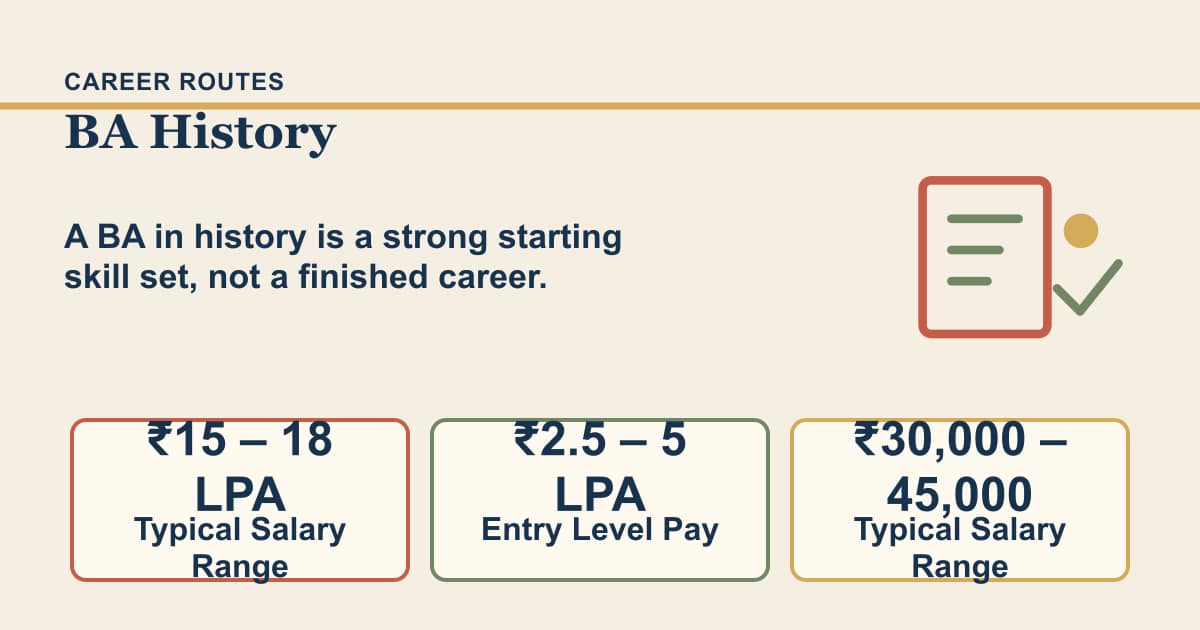 CAREER ROUTES
BA History
A BA in history is a strong starting
skill set, not a finished career.
₹15 – 18
LPA
Typical Salary
Range
₹2.5 – 5
LPA
Entry Level Pay
₹30,000 –
45,000
Typical Salary
Range